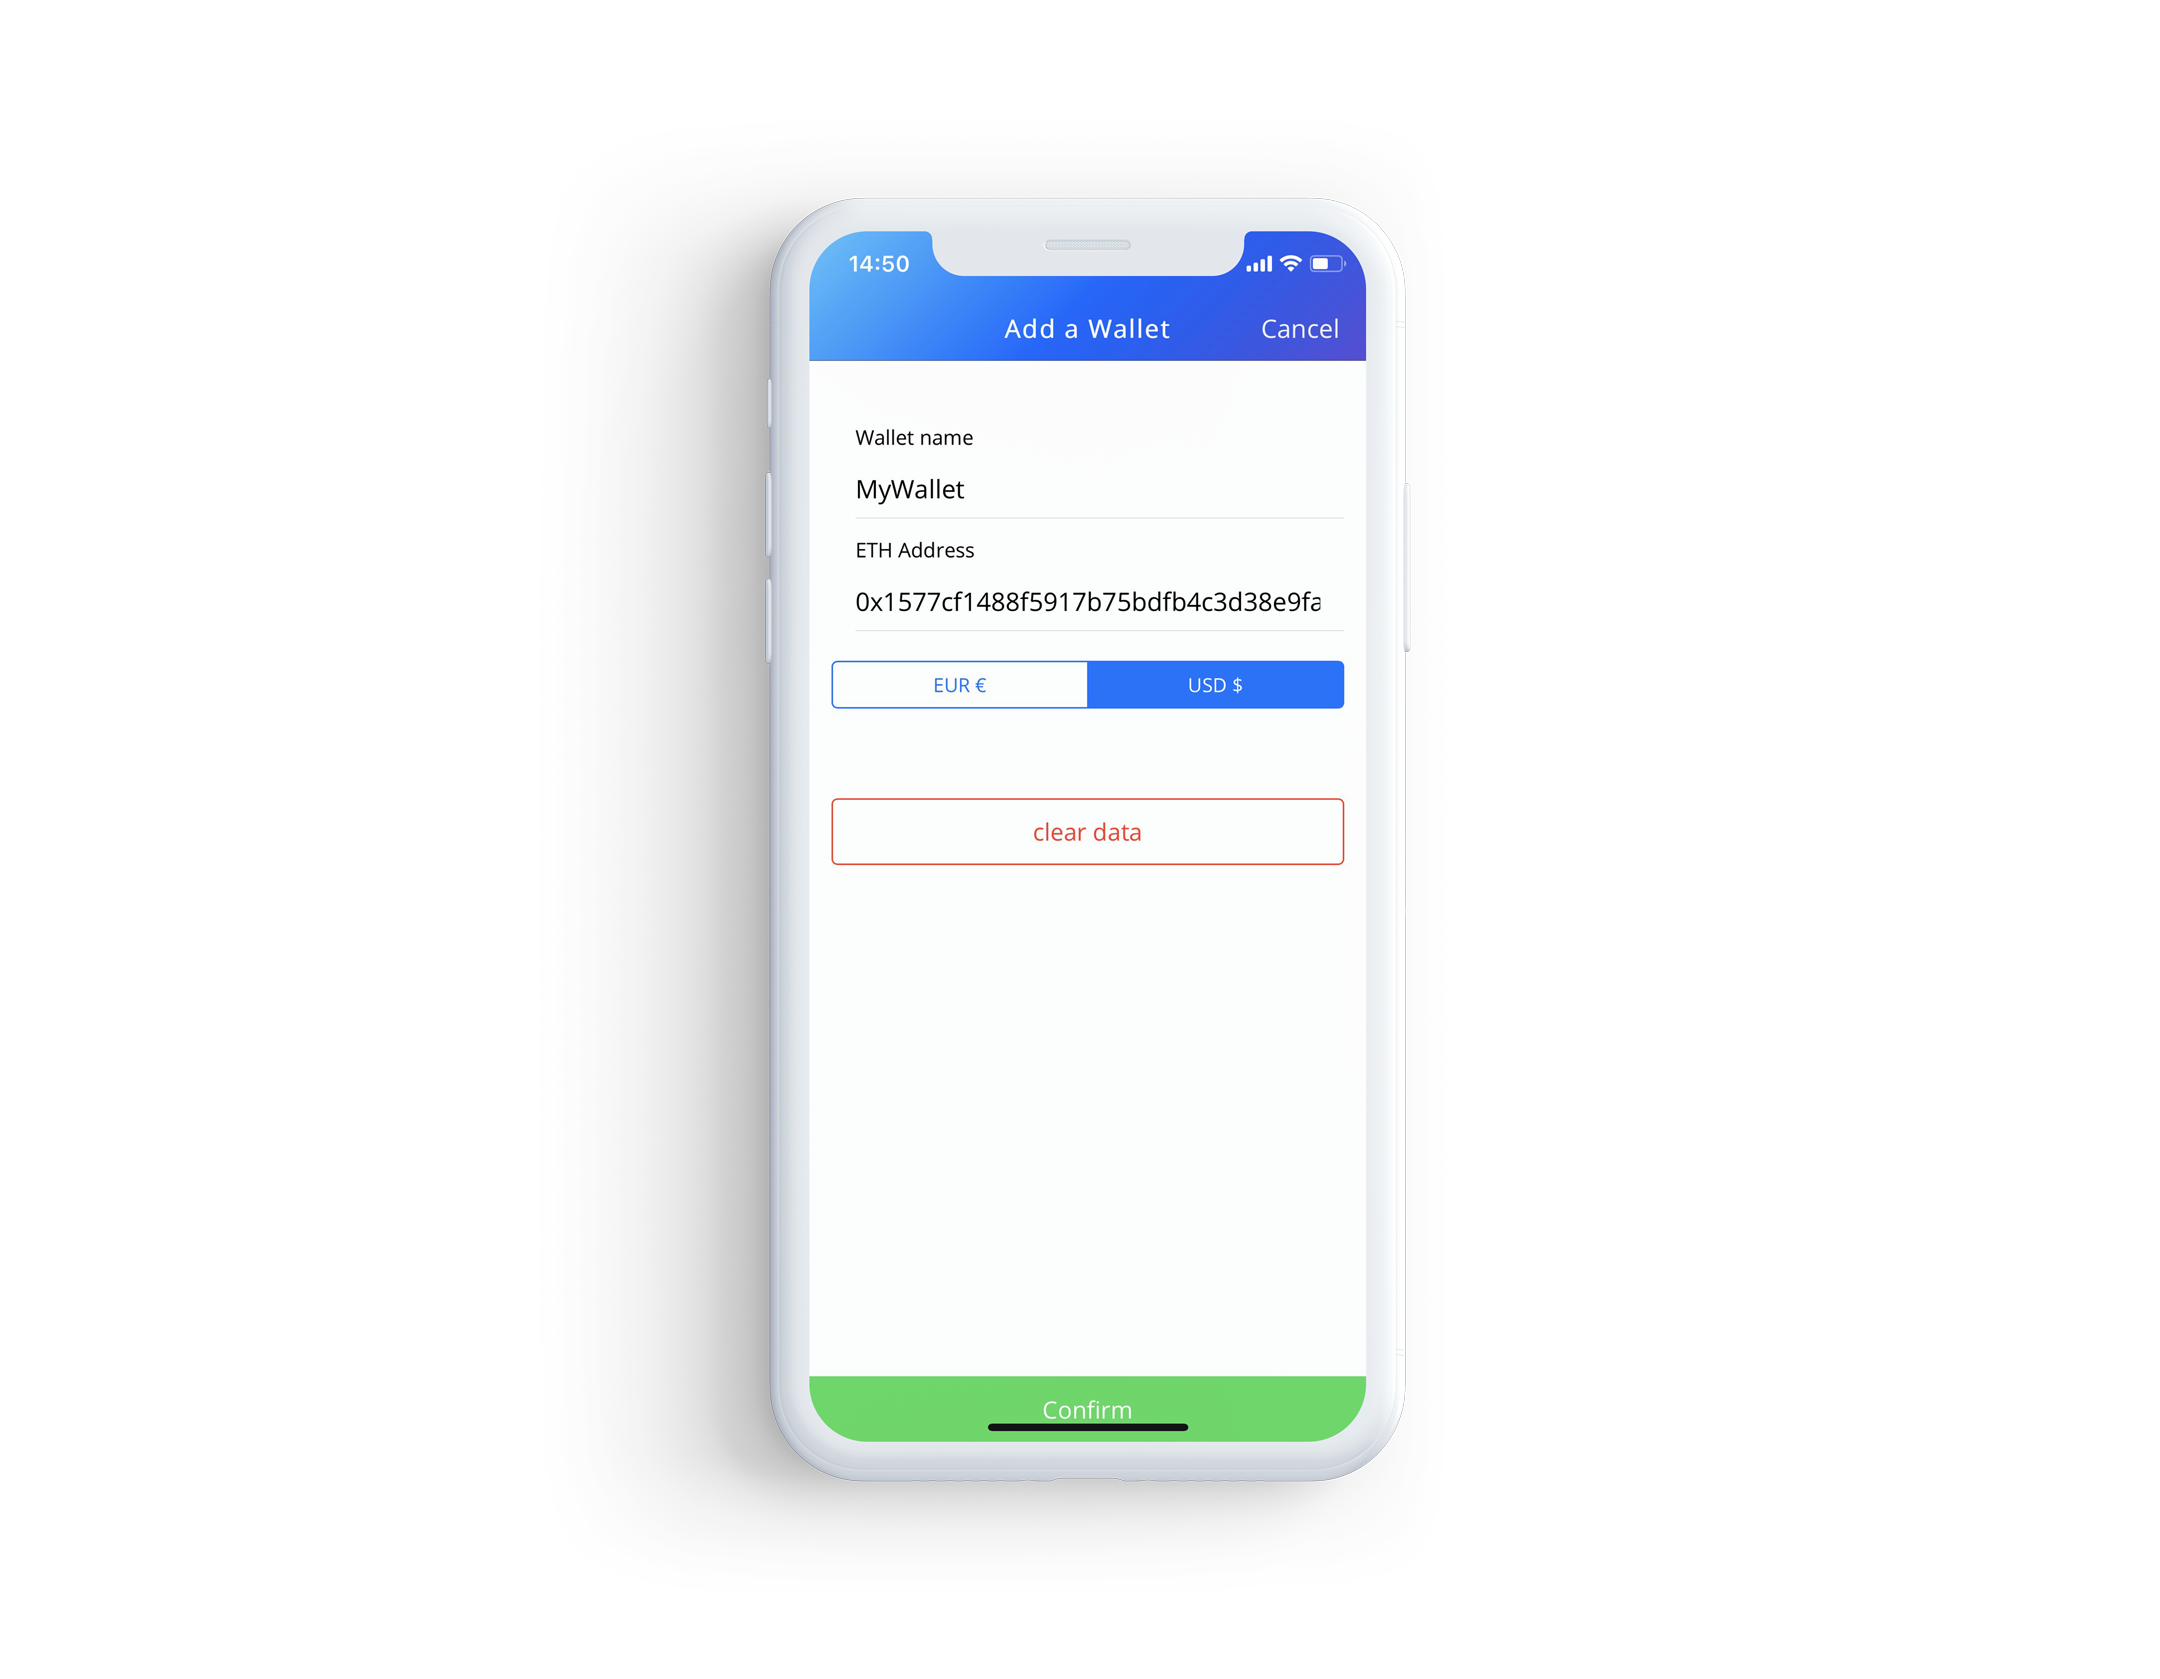 14:50
Add a Wallet
Cancel
Wallet name
MyWallet
ETH Address
0x1577cf1488f5917b75bdfb4c3d38e9fa
EUR €
USD $
clear data
Confirm